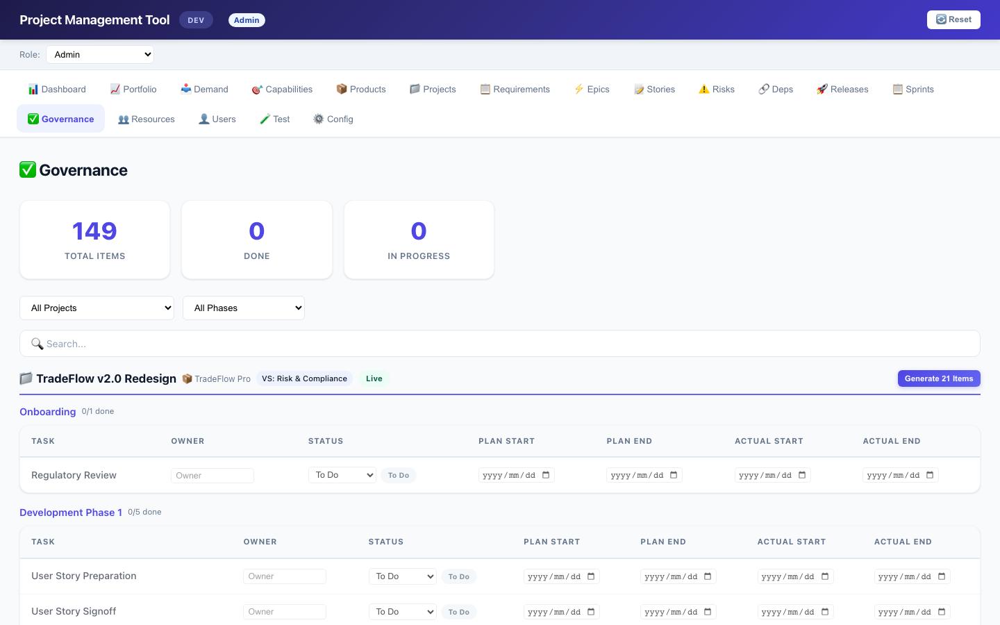 Project Management Tool DEV Admin Reset
Role: Admin
Dashboard Portfolio Demand Capabilities Products Projects Requirements Epics Stories Risks Deps Releases Sprints
Governance Resources Users Test Config
Governance
149 0 0
TOTAL ITEMS DONE IN PROGRESS
All Projects All Phases
Search...
TradeFlow v2.0 Redesign TradeFlow Pro VS: Risk & Compliance Live Generate 21 Items
Onboarding 0/1 done
TASK OWNER STATUS PLAN START PLAN END ACTUAL START ACTUAL END
Regulatory Review Owner To Do To Do yyyy/mm/dd yyyy/mm/dd yyyy/mm/dd yyyy/mm/dd
Development Phase 1 0/5 done
TASK OWNER STATUS PLAN START PLAN END ACTUAL START ACTUAL END
User Story Preparation Owner To Do To Do yyyy/mm/dd yyyy/mm/dd yyyy/mm/dd yyyy/mm/dd
User Story Signoff Owner To Do To Do yyyy/mm/dd yyyy/mm/dd yyyy/mm/dd yyyy/mm/dd